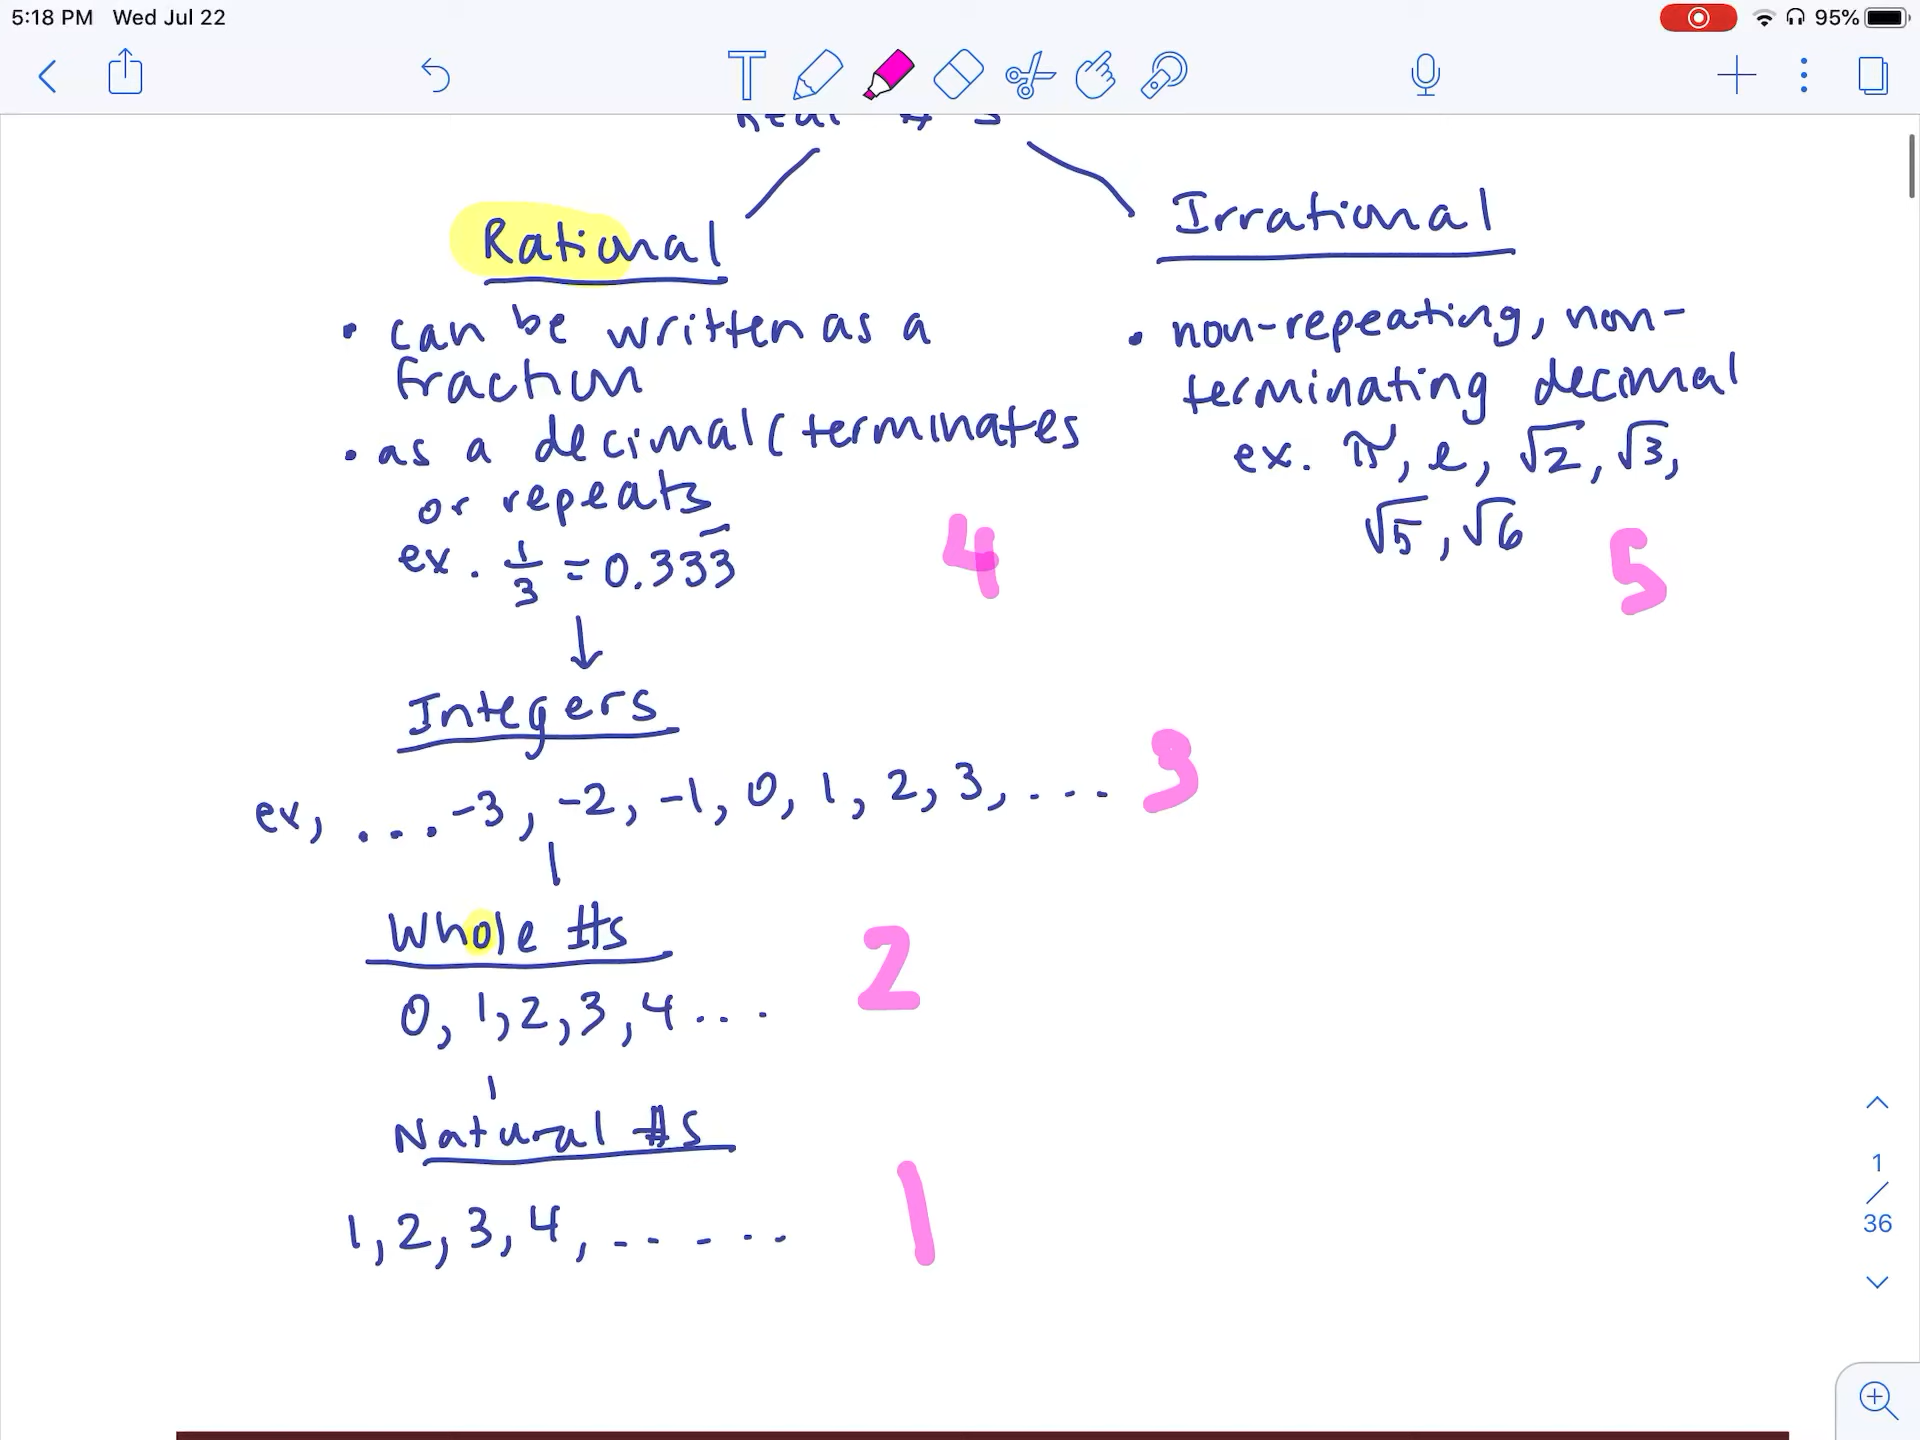 5:18 PM Wed Jul 22
95%
Real #'s
Rational
Irrational
• can be written as a
fraction
• as a decimal (terminates
or repeats
ex. 1/3 = 0.333̅
4
• non-repeating, non-
terminating decimal
ex. π, e, √2, √3,
√5, √6
5
↓
Integers
ex, ...-3, -2, -1, 0, 1, 2, 3, ...
3
Whole #s
0, 1, 2, 3, 4 ...
2
Natural #s
1, 2, 3, 4, .....
1
1
/
36